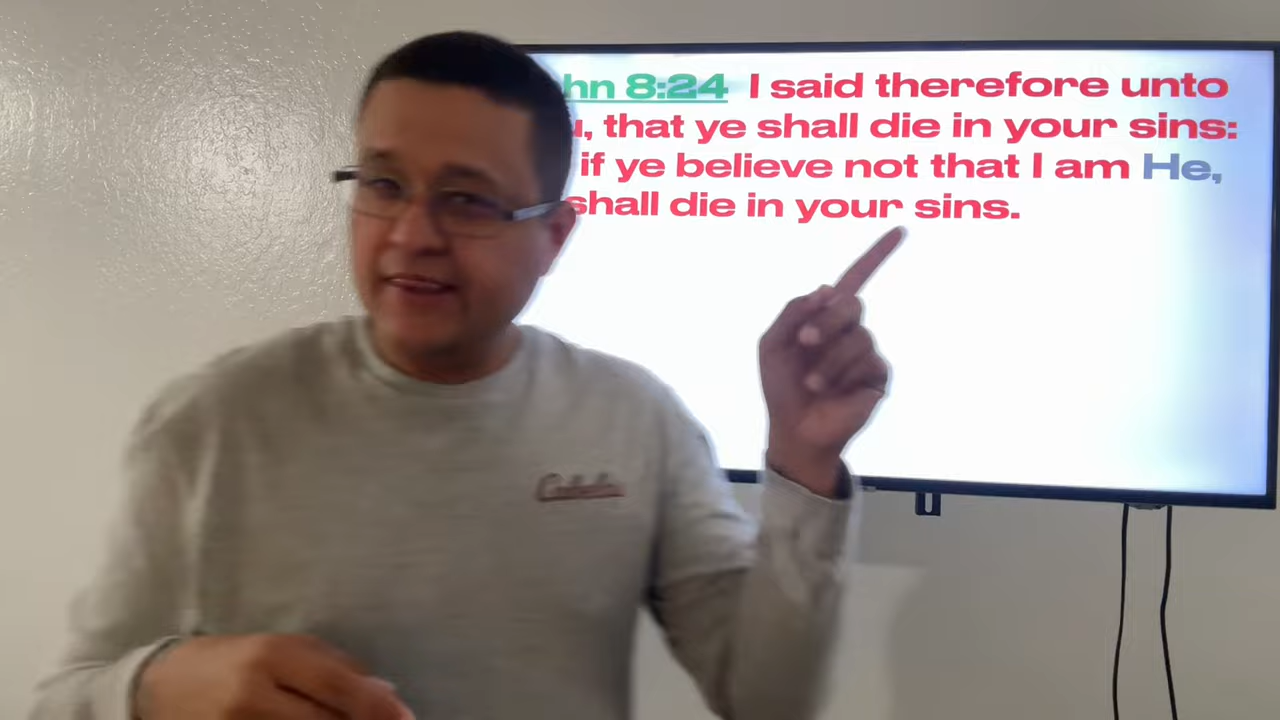 hn 8:24 I said therefore unto
u, that ye shall die in your sins:
if ye believe not that I am He,
shall die in your sins.
Cabela's